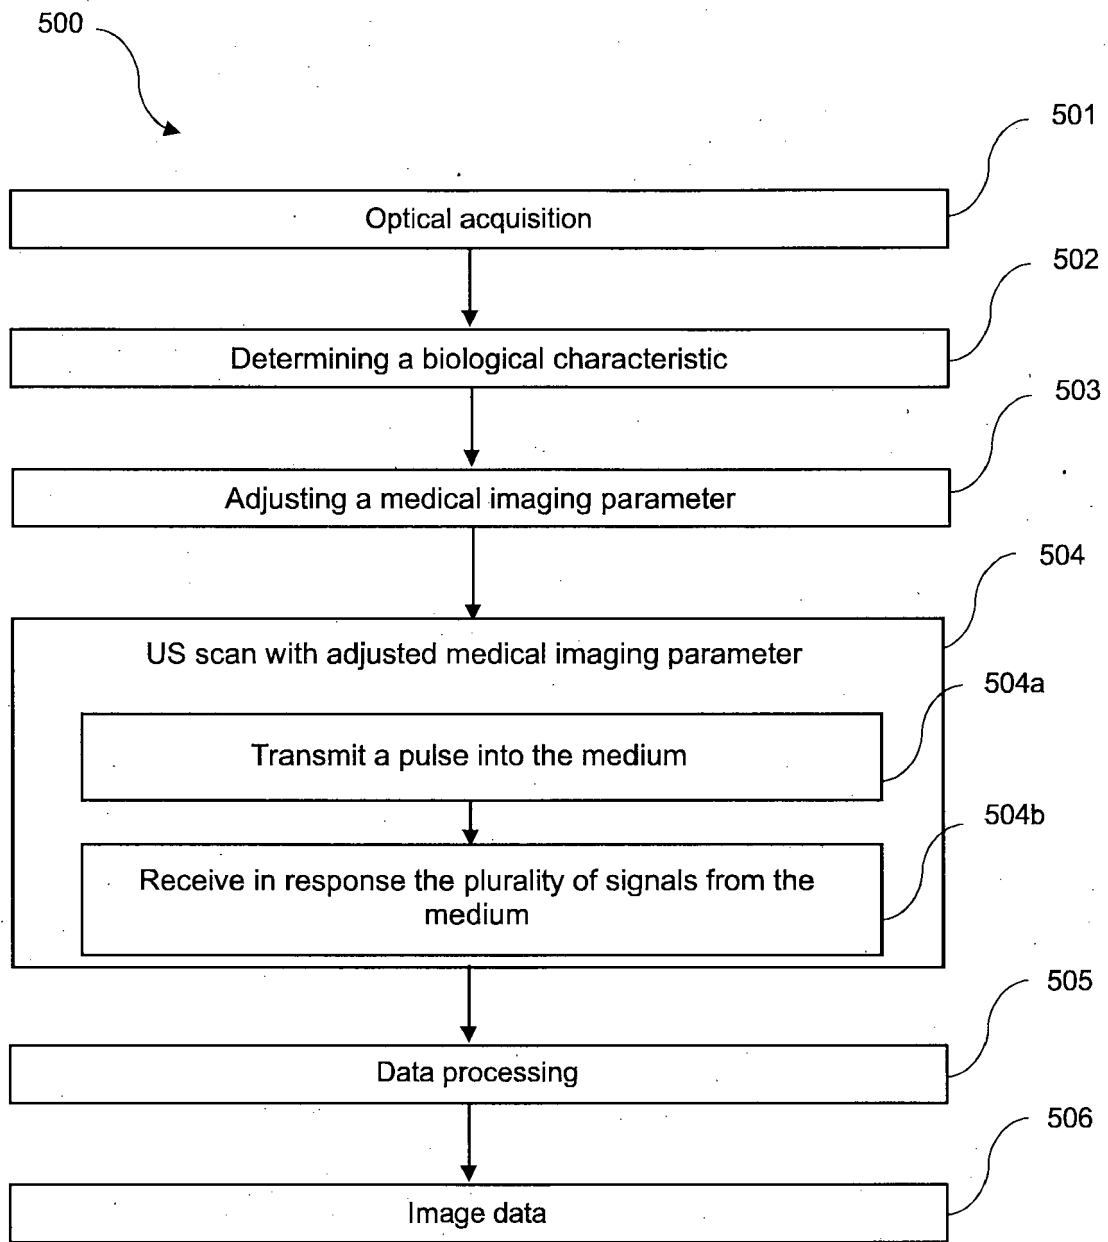 500
501
Optical acquisition
502
Determining a biological characteristic
503
Adjusting a medical imaging parameter
504
US scan with adjusted medical imaging parameter
504a
Transmit a pulse into the medium
504b
Receive in response the plurality of signals from the
medium
505
Data processing
506
Image data